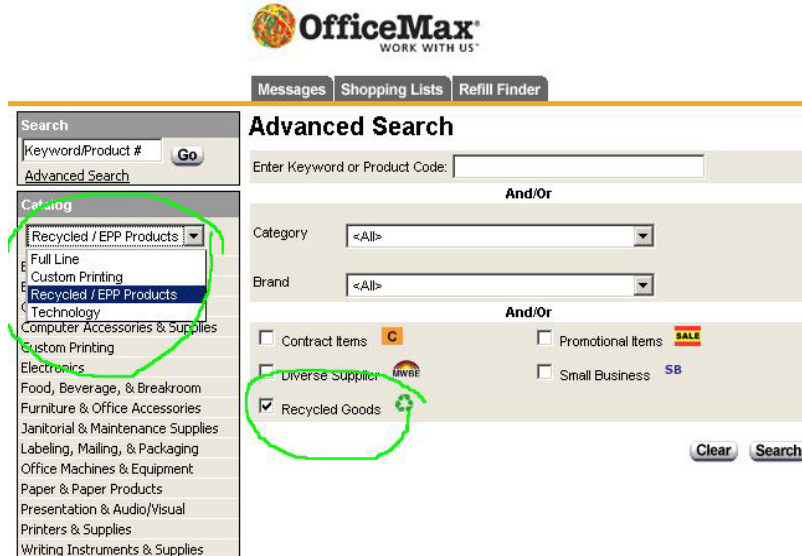 OfficeMax
WORK WITH US
Messages Shopping Lists Refill Finder
Search
Keyword/Product # Go
Advanced Search
Catalog
Recycled / EPP Products
Full Line
Custom Printing
Recycled / EPP Products
Technology
Computer Accessories & Supplies
Custom Printing
Electronics
Food, Beverage, & Breakroom
Furniture & Office Accessories
Janitorial & Maintenance Supplies
Labeling, Mailing, & Packaging
Office Machines & Equipment
Paper & Paper Products
Presentation & Audio/Visual
Printers & Supplies
Writing Instruments & Supplies
Advanced Search
Enter Keyword or Product Code:
And/Or
Category <All>
Brand <All>
And/Or
Contract Items C
Promotional Items SALE
Diverse Supplier MWBE
Small Business SB
Recycled Goods
Clear Search